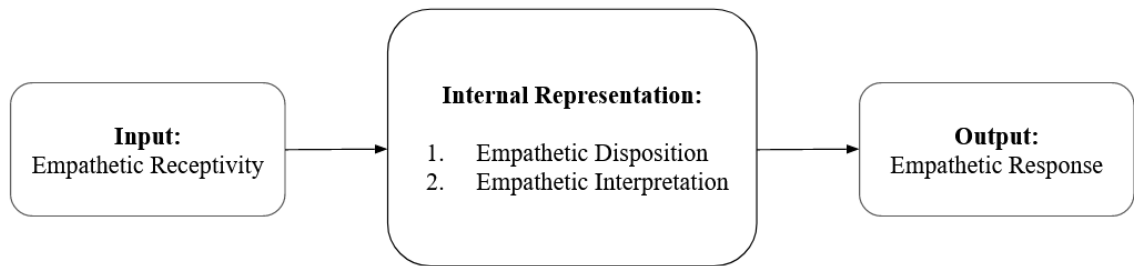 Input:
Empathetic Receptivity
Internal Representation:
1. Empathetic Disposition
2. Empathetic Interpretation
Output:
Empathetic Response